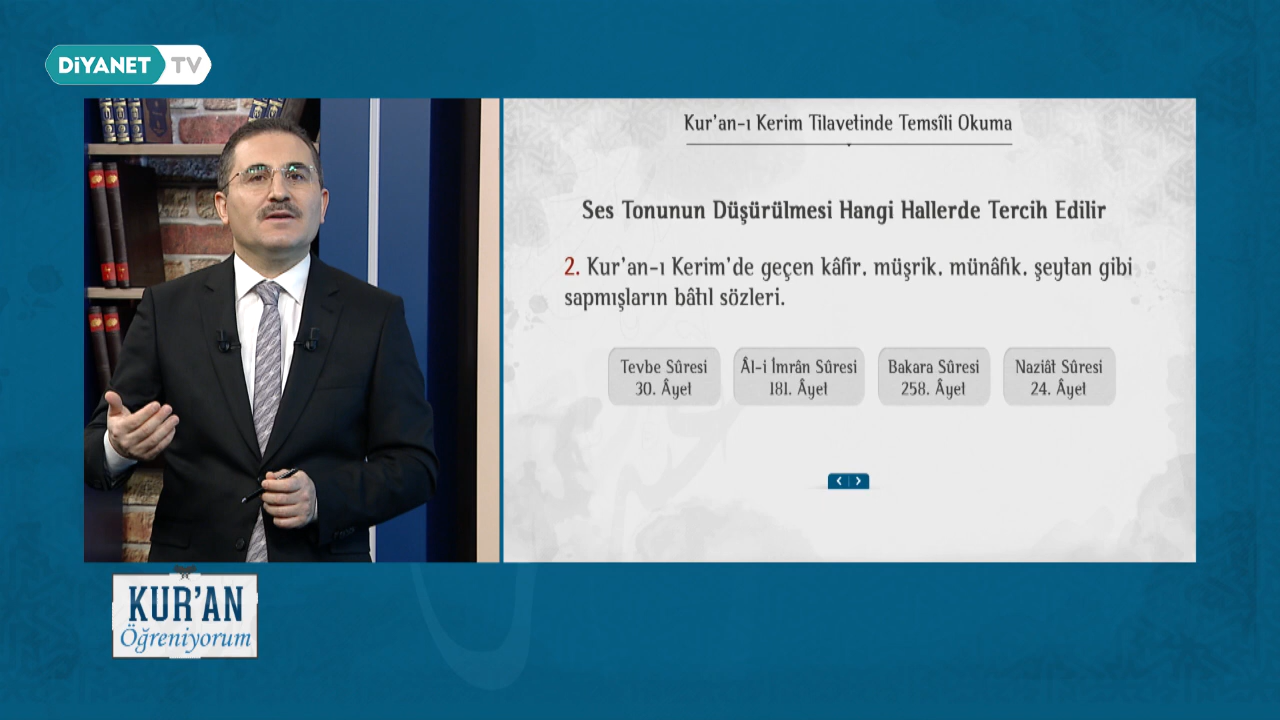 DİYANET TV
Kur'an-ı Kerim Tilavetinde Temsîli Okuma
Ses Tonunun Düşürülmesi Hangi Hallerde Tercih Edilir
2. Kur'an-ı Kerim'de geçen kâfir, müşrik, münâfık, şeytan gibi
sapmışların bâtıl sözleri.
Tevbe Sûresi
30. Âyet
Âl-i İmrân Sûresi
181. Âyet
Bakara Sûresi
258. Âyet
Naziât Sûresi
24. Âyet
KUR'AN
Öğreniyorum